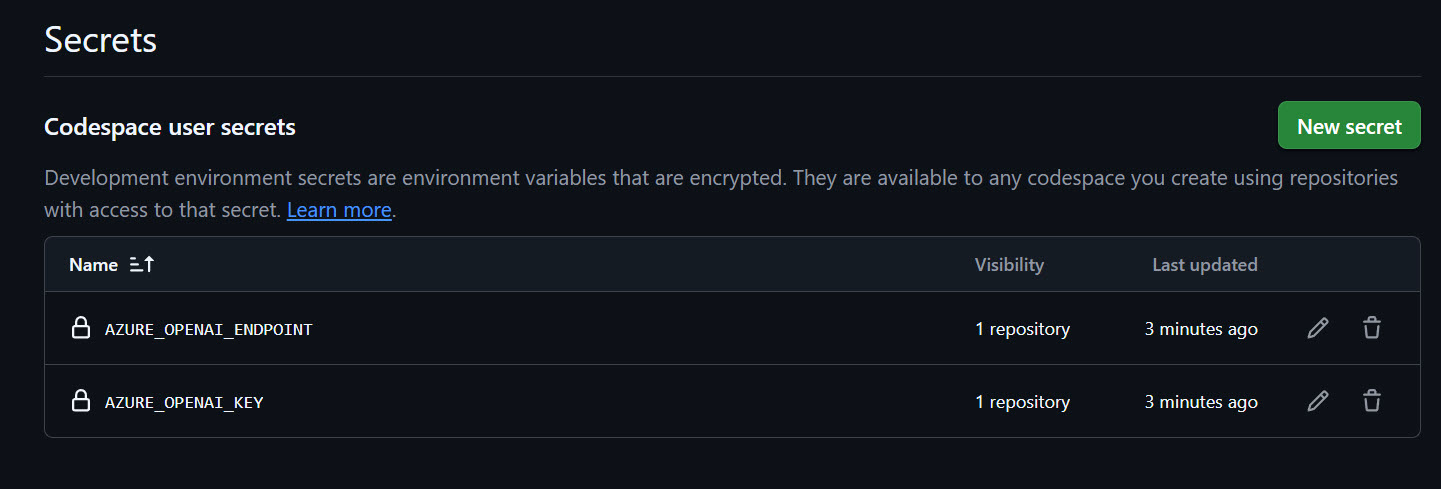 Secrets
Codespace user secrets
New secret
Development environment secrets are environment variables that are encrypted. They are available to any codespace you create using repositories
with access to that secret. Learn more.
Name Visibility Last updated
AZURE_OPENAI_ENDPOINT 1 repository 3 minutes ago
AZURE_OPENAI_KEY 1 repository 3 minutes ago